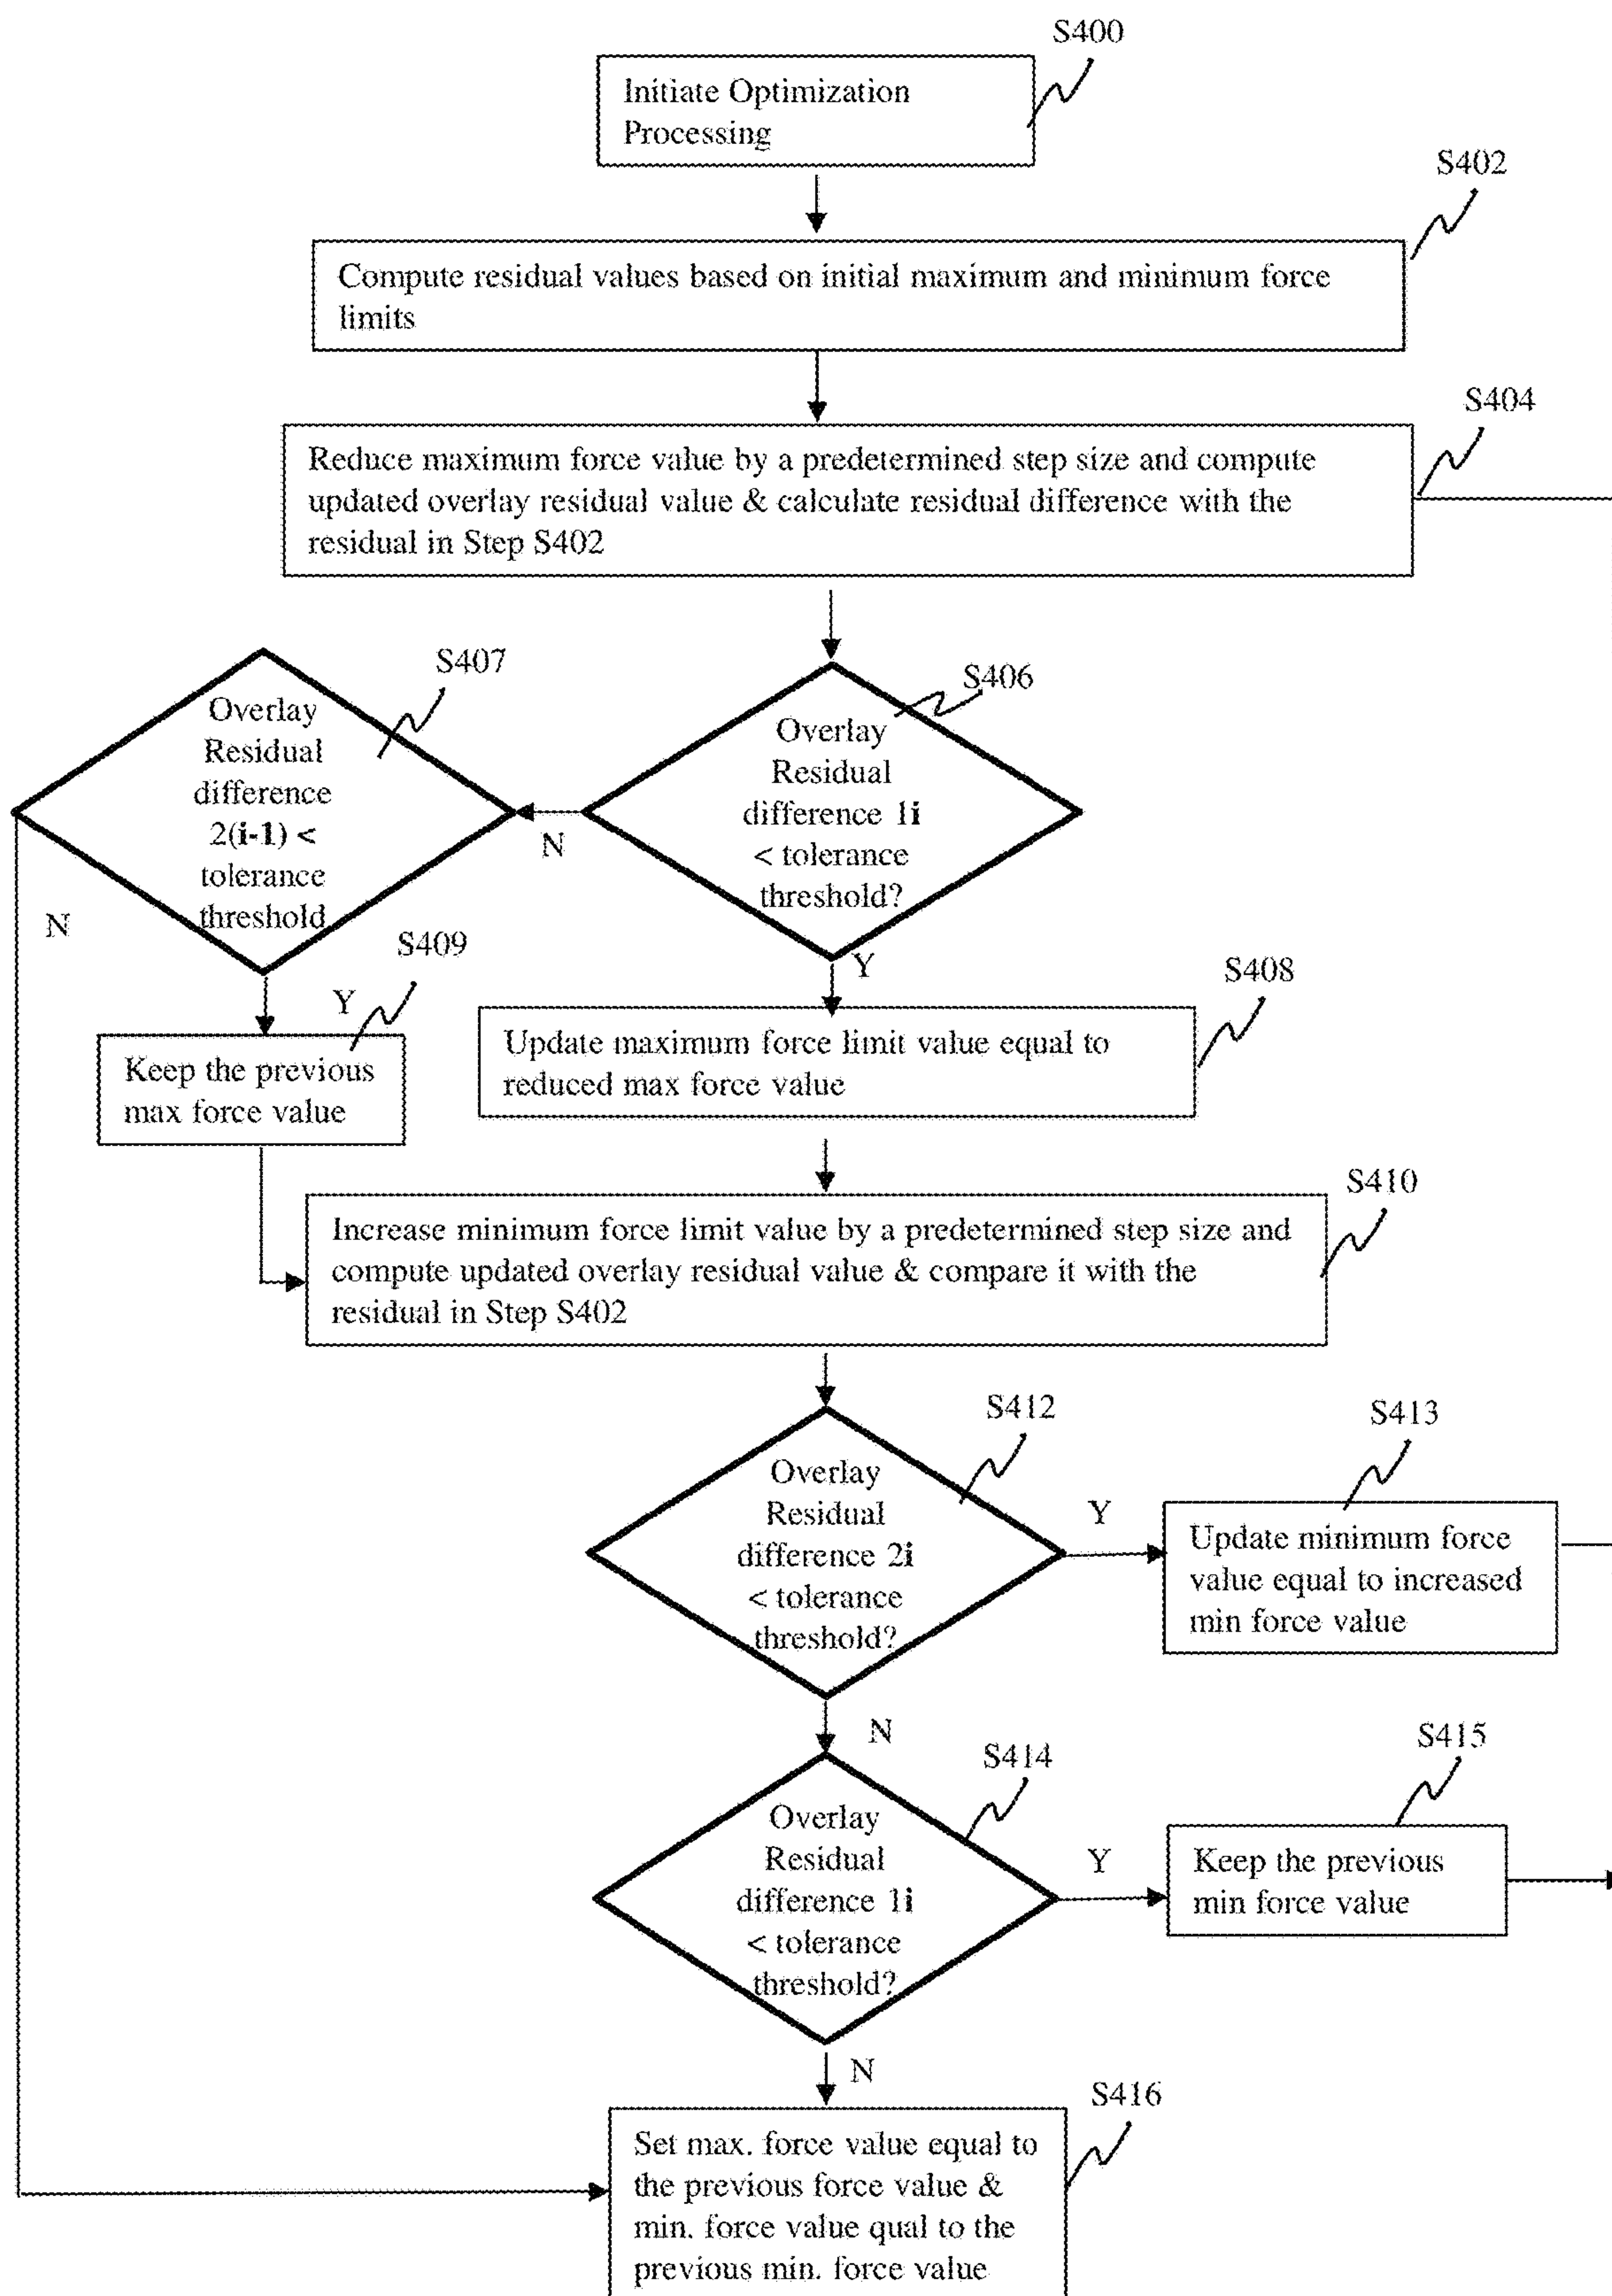 S400
Initiate Optimization
Processing
S402
Compute residual values based on initial maximum and minimum force
limits
S404
Reduce maximum force value by a predetermined step size and compute
updated overlay residual value & calculate residual difference with the
residual in Step S402
S407
Overlay
Residual
difference
2(i-1) <
tolerance
threshold
S406
Overlay
Residual
difference 1i
< tolerance
threshold?
N
N
Y
S409
Y
Keep the previous
max force value
S408
Update maximum force limit value equal to
reduced max force value
S410
Increase minimum force limit value by a predetermined step size and
compute updated overlay residual value & compare it with the
residual in Step S402
S412
Overlay
Residual
difference 2i
< tolerance
threshold?
Y
S413
Update minimum force
value equal to increased
min force value
N
S414
Overlay
Residual
difference 1i
< tolerance
threshold?
Y
S415
Keep the previous
min force value
N
S416
Set max. force value equal to
the previous force value &
min. force value qual to the
previous min. force value